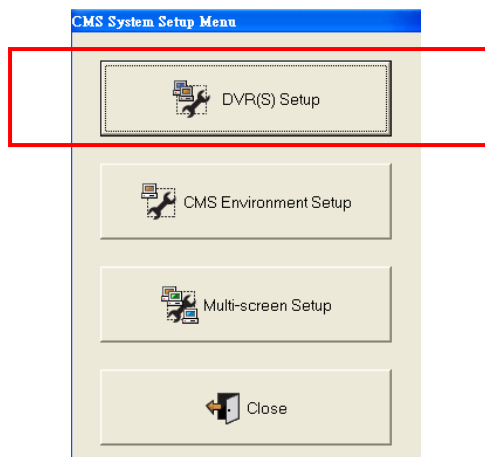 CMS System Setup Menu
DVR(S) Setup
CMS Environment Setup
Multi-screen Setup
Close